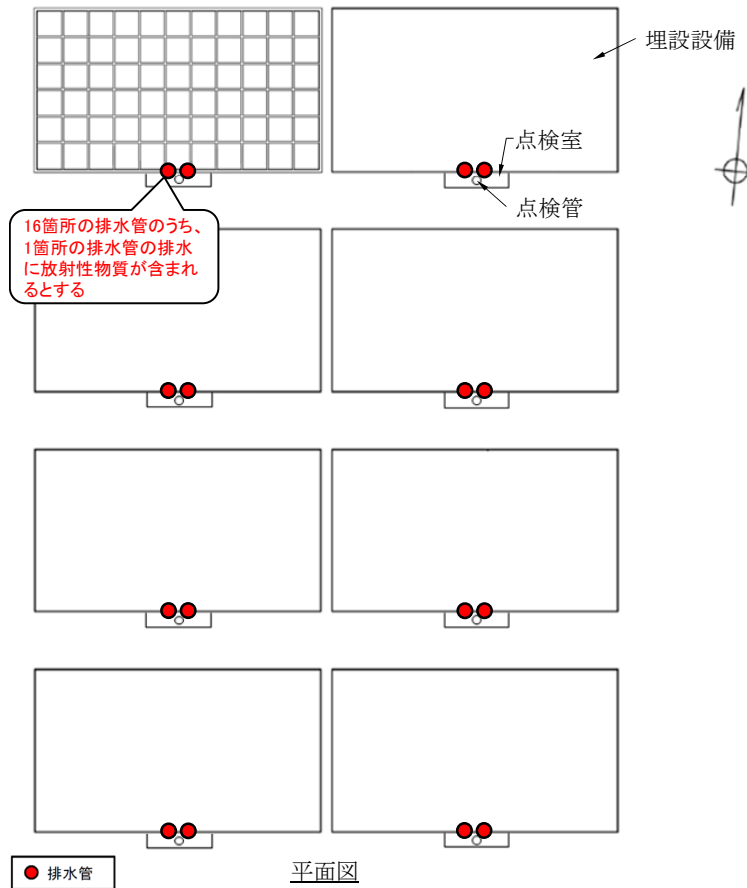 埋設設備
点検室
点検管
16箇所の排水管のうち、
1箇所の排水管の排水
に放射性物質が含まれ
るとする
排水管
平面図